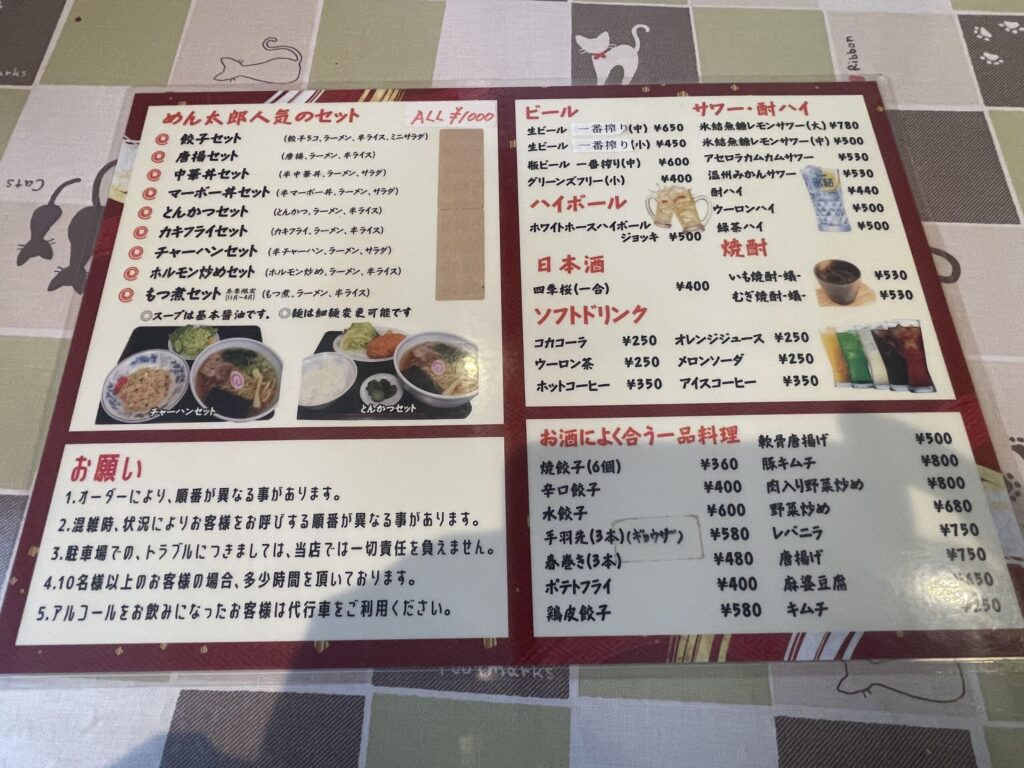 めん太郎人気のセット ALL ¥1000
餃子セット (餃子5コ、ラーメン、半ライス、ミニサラダ)
唐揚セット (唐揚、ラーメン、半ライス)
中華丼セット (半中華丼、ラーメン、サラダ)
マーボー丼セット (半マーボー丼、ラーメン、サラダ)
とんかつセット (とんかつ、ラーメン、半ライス)
カキフライセット (カキフライ、ラーメン、半ライス)
チャーハンセット (半チャーハン、ラーメン、サラダ)
ホルモン炒めセット (ホルモン炒め、ラーメン、半ライス)
もつ煮セット 冬季限定(11月〜4月) (もつ煮、ラーメン、半ライス)
◎スープは基本醤油です。 ◎麺は細麺変更可能です
チャーハンセット
とんかつセット
お願い
1.オーダーにより、順番が異なる事があります。
2.混雑時、状況によりお客様をお呼びする順番が異なる事があります。
3.駐車場での、トラブルにつきましては、当店では一切責任を負えません。
4.10名様以上のお客様の場合、多少時間を頂いております。
5.アルコールをお飲みになったお客様は代行車をご利用ください。
ビール
生ビール 一番搾り(中) ¥650
生ビール 一番搾り(小) ¥450
瓶ビール 一番搾り(中) ¥600
グリーンズフリー(小) ¥400
ハイボール
ホワイトホースハイボール
ジョッキ ¥500
日本酒
四季桜(一合) ¥400
ソフトドリンク
コカコーラ ¥250 オレンジジュース ¥250
ウーロン茶 ¥250 メロンソーダ ¥250
ホットコーヒー ¥350 アイスコーヒー ¥350
サワー・酎ハイ
氷結無糖レモンサワー(大) ¥780
氷結無糖レモンサワー(中) ¥500
アセロラカムカムサワー ¥530
温州みかんサワー ¥530
酎ハイ ¥440
ウーロンハイ ¥500
緑茶ハイ ¥500
焼酎
いも焼酎-蟻- ¥530
むぎ焼酎-蟻- ¥530
お酒によく合う一品料理
焼餃子(6個) ¥360
辛口餃子 ¥400
水餃子 ¥600
手羽先(3本)(ギョウザ) ¥580
春巻き(3本) ¥480
ポテトフライ ¥400
鶏皮餃子 ¥580
軟骨唐揚げ ¥500
豚キムチ ¥800
肉入り野菜炒め ¥800
野菜炒め ¥680
レバニラ ¥750
唐揚げ ¥750
麻婆豆腐 ¥650
キムチ ¥250
Cats
Ribbon